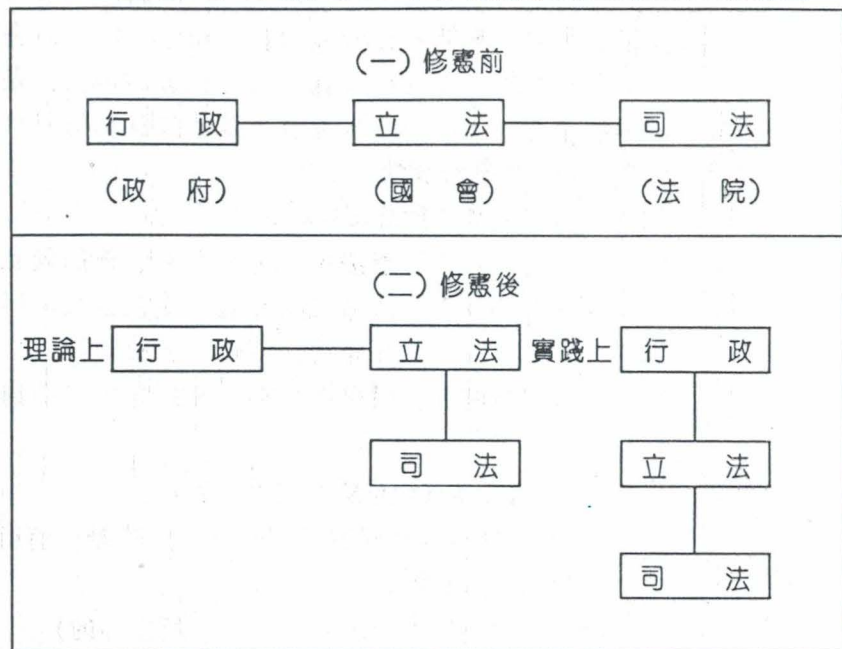 (一)修憲前
行政 立法 司法
(政府) (國會) (法院)
(二)修憲後
理論上 行政 立法 實踐上 行政
司法 立法
司法